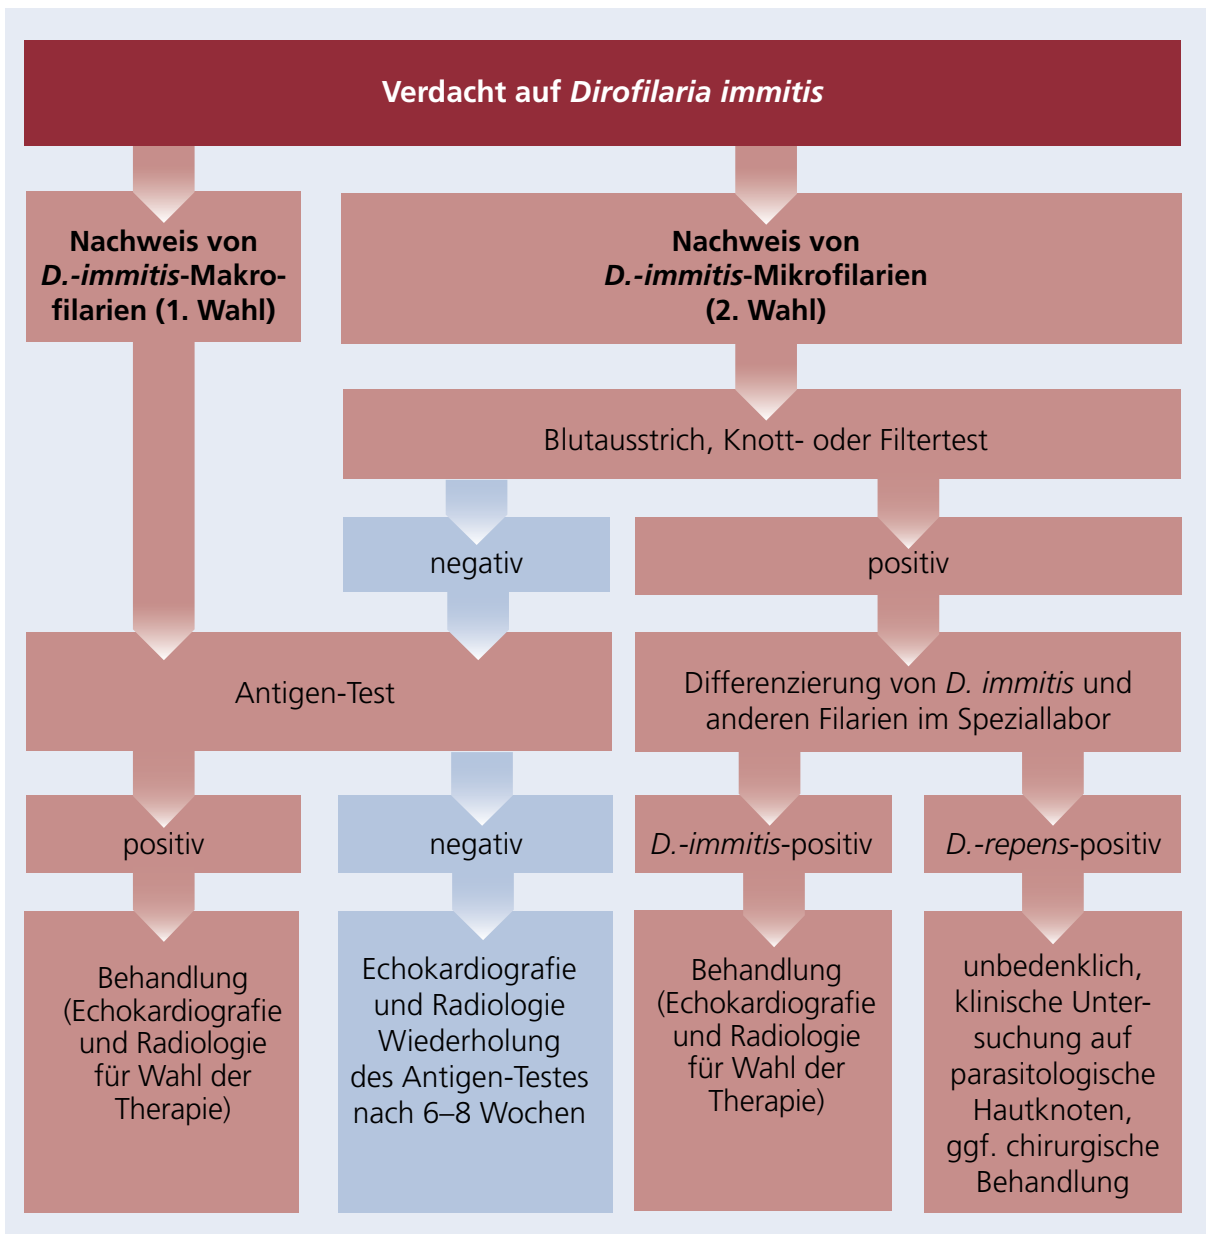 Verdacht auf Dirofilaria immitis
Nachweis von
D.-immitis-Makro-
filarien (1. Wahl)
Nachweis von
D.-immitis-Mikrofilarien
(2. Wahl)
Blutausstrich, Knott- oder Filtertest
negativ
positiv
Antigen-Test
Differenzierung von D. immitis und
anderen Filarien im Speziallabor
positiv
negativ
D.-immitis-positiv
D.-repens-positiv
Behandlung
(Echokardiografie
und Radiologie
für Wahl der
Therapie)
Echokardiografie
und Radiologie
Wiederholung
des Antigen-Testes
nach 6–8 Wochen
Behandlung
(Echokardiografie
und Radiologie
für Wahl der
Therapie)
unbedenklich,
klinische Unter-
suchung auf
parasitologische
Hautknoten,
ggf. chirurgische
Behandlung